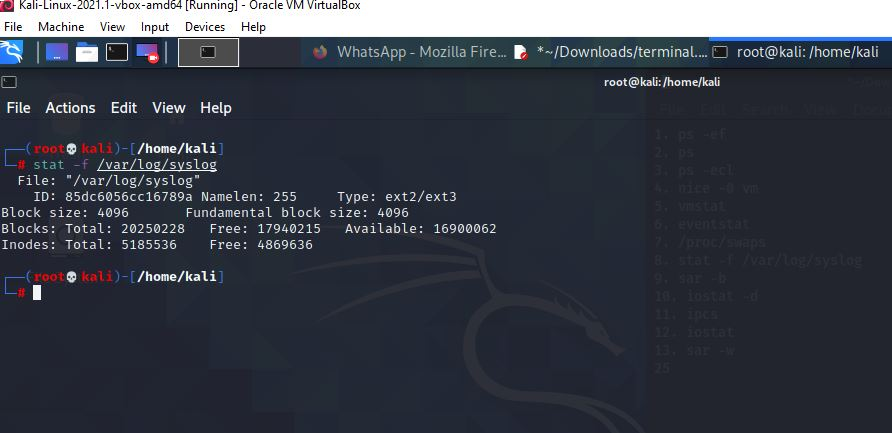 Kali-Linux-2021.1-vbox-amd64 [Running] - Oracle VM VirtualBox
File Machine View Input Devices Help
WhatsApp - Mozilla Fire...
*~/Downloads/terminal....
root@kali: /home/kali
root@kali: /home/kali
File Actions Edit View Help
(root💀kali)-[/home/kali]
# stat -f /var/log/syslog
File: "/var/log/syslog"
ID: 85dc6056cc16789a Namelen: 255 Type: ext2/ext3
Block size: 4096 Fundamental block size: 4096
Blocks: Total: 20250228 Free: 17940215 Available: 16900062
Inodes: Total: 5185536 Free: 4869636
(root💀kali)-[/home/kali]
#
File Edit Search View
1. ps -ef
2. ps
3. ps -ecl
4. nice -0 vm
5. vmstat
6. eventstat
7. /proc/swaps
8. stat -f /var/log/syslog
9. sar -b
10. iostat -d
11. ipcs
12. iostat
13. sar -w
25